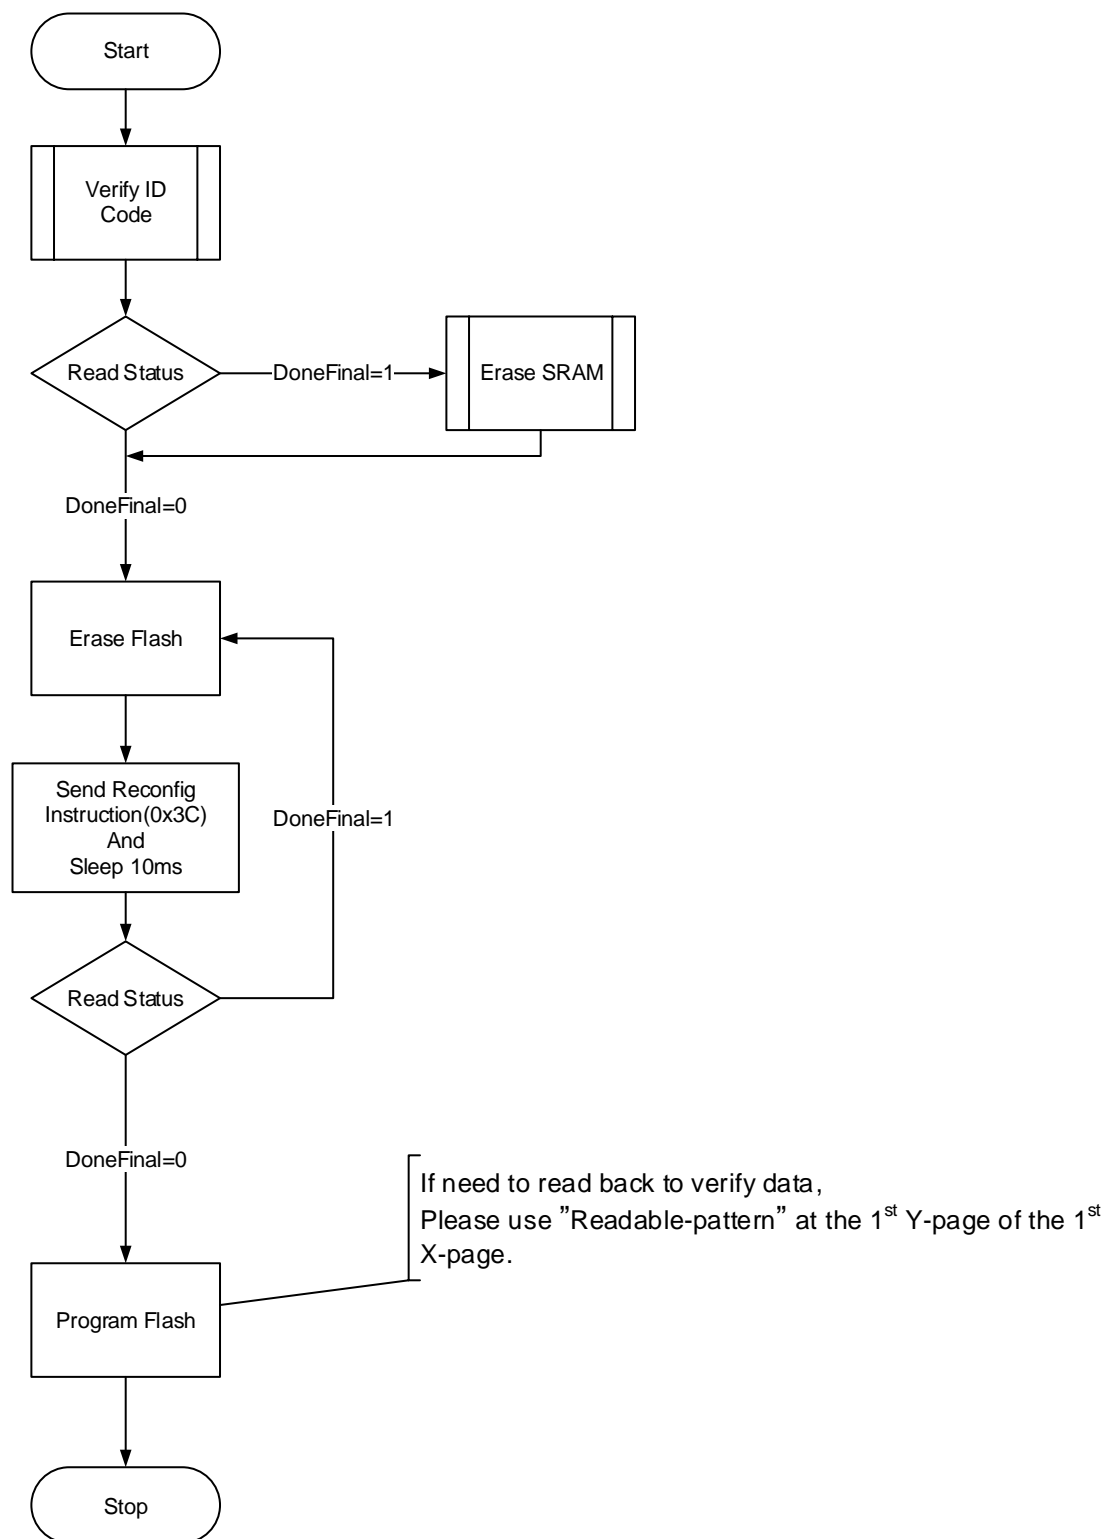 Start
Verify ID
Code
Read Status
DoneFinal=1
Erase SRAM
DoneFinal=0
Erase Flash
Send Reconfig
Instruction(0x3C)
And
Sleep 10ms
DoneFinal=1
Read Status
DoneFinal=0
If need to read back to verify data,
Please use ”Readable-pattern” at the 1st Y-page of the 1st
X-page.
Program Flash
Stop